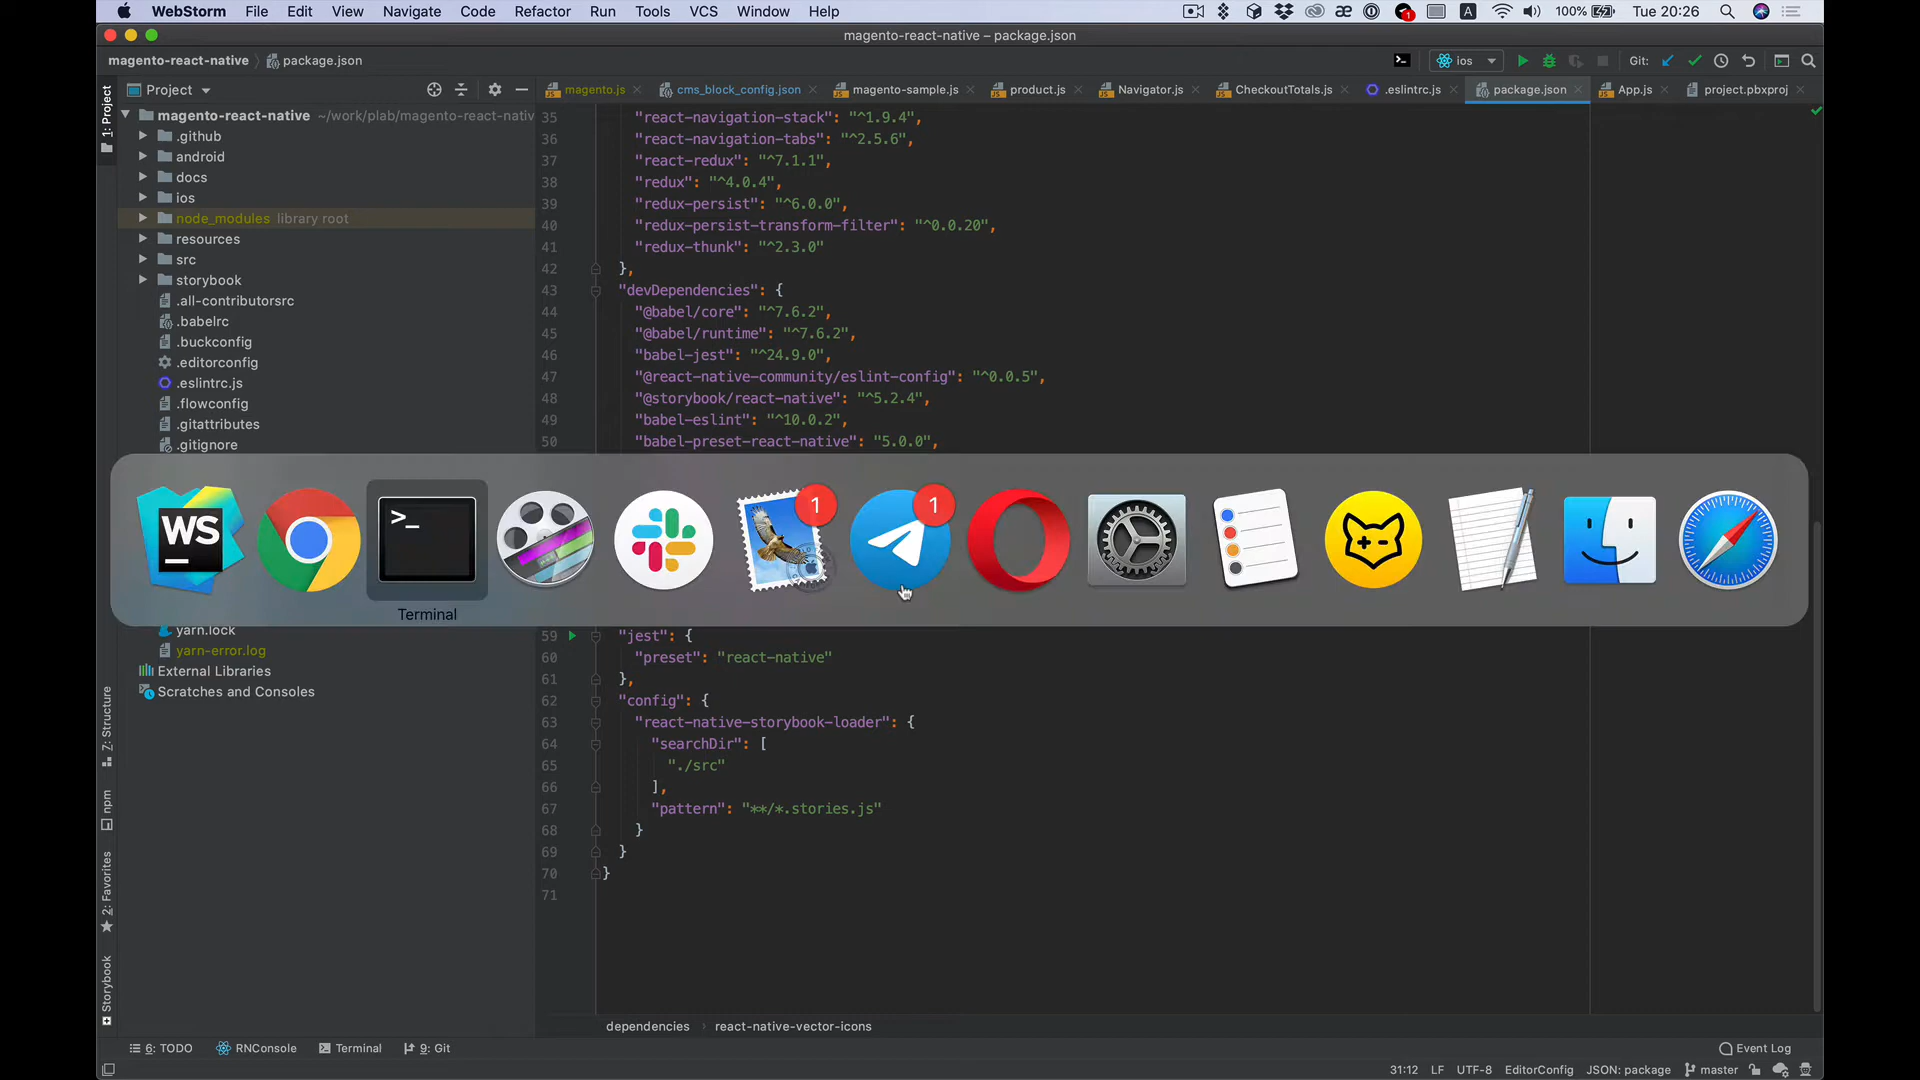 WebStorm File Edit View Navigate Code Refactor Run Tools VCS Window Help
1 A 100% Tue 20:26
magento-react-native – package.json
magento-react-native package.json
ios Git:
Project
magento.js cms_block_config.json magento-sample.js product.js Navigator.js CheckoutTotals.js .eslintrc.js package.json App.js project.pbxproj
1: Project
7: Structure
npm
2: Favorites
Storybook
magento-react-native ~/work/plab/magento-react-nativ
.github
android
docs
ios
node_modules library root
resources
src
storybook
.all-contributorsrc
.babelrc
.buckconfig
.editorconfig
.eslintrc.js
.flowconfig
.gitattributes
.gitignore
yarn.lock
yarn-error.log
External Libraries
Scratches and Consoles
35 "react-navigation-stack": "^1.9.4",
36 "react-navigation-tabs": "^2.5.6",
37 "react-redux": "^7.1.1",
38 "redux": "^4.0.4",
39 "redux-persist": "^6.0.0",
40 "redux-persist-transform-filter": "^0.0.20",
41 "redux-thunk": "^2.3.0"
42 },
43 "devDependencies": {
44 "@babel/core": "^7.6.2",
45 "@babel/runtime": "^7.6.2",
46 "babel-jest": "^24.9.0",
47 "@react-native-community/eslint-config": "^0.0.5",
48 "@storybook/react-native": "^5.2.4",
49 "babel-eslint": "^10.0.2",
50 "babel-preset-react-native": "5.0.0",
WS
>_
1
1
Terminal
59 "jest": {
60 "preset": "react-native"
61 },
62 "config": {
63 "react-native-storybook-loader": {
64 "searchDir": [
65 "./src"
66 ],
67 "pattern": "**/*.stories.js"
68 }
69 }
70 }
71
dependencies › react-native-vector-icons
6: TODO RNConsole Terminal 9: Git Event Log
31:12 LF UTF-8 EditorConfig JSON: package master